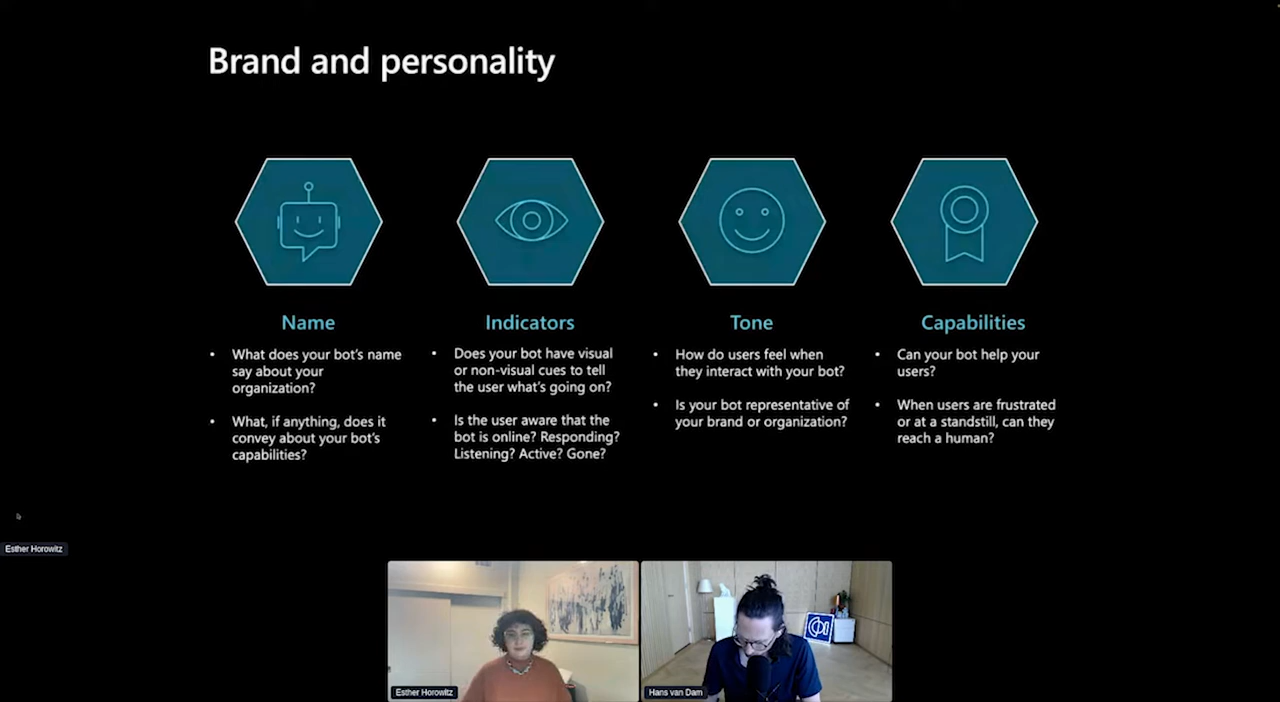 Brand and personality
Name
• What does your bot's name
say about your
organization?
• What, if anything, does it
convey about your bot's
capabilities?
Indicators
• Does your bot have visual
or non-visual cues to tell
the user what's going on?
• Is the user aware that the
bot is online? Responding?
Listening? Active? Gone?
Tone
• How do users feel when
they interact with your bot?
• Is your bot representative of
your brand or organization?
Capabilities
• Can your bot help your
users?
• When users are frustrated
or at a standstill, can they
reach a human?
Esther Horowitz
Esther Horowitz
Hans van Dam